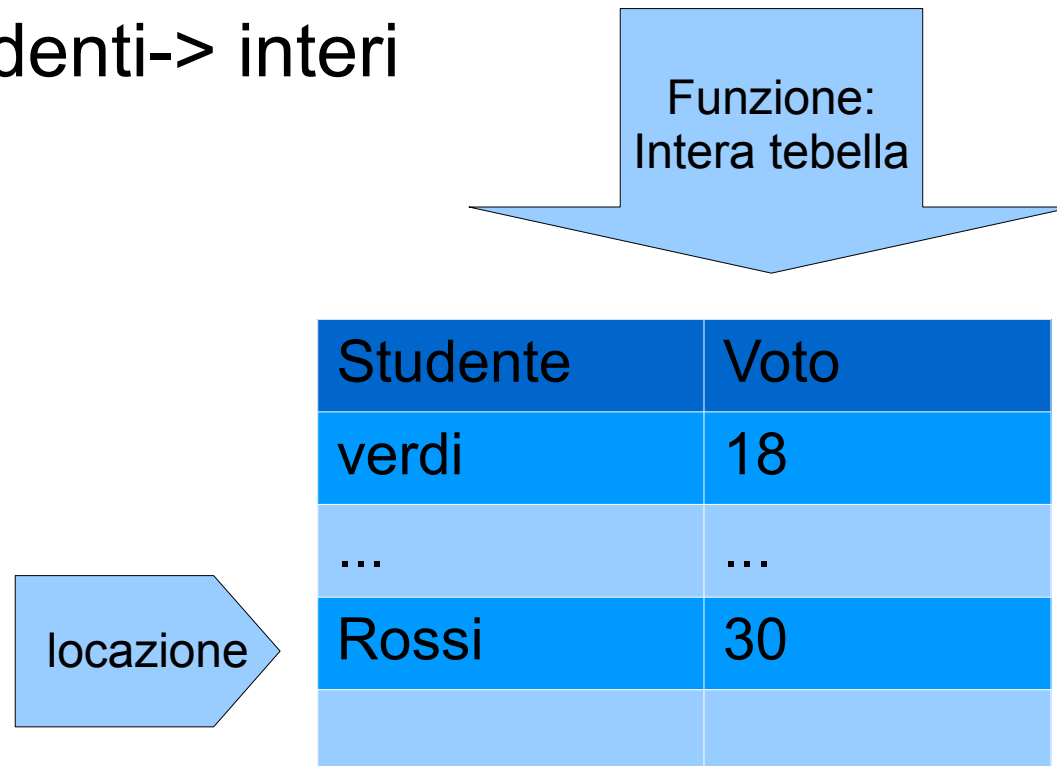 denti-> interi
Funzione:
Intera tebella
Studente Voto
verdi 18
... ...
locazione
Rossi 30